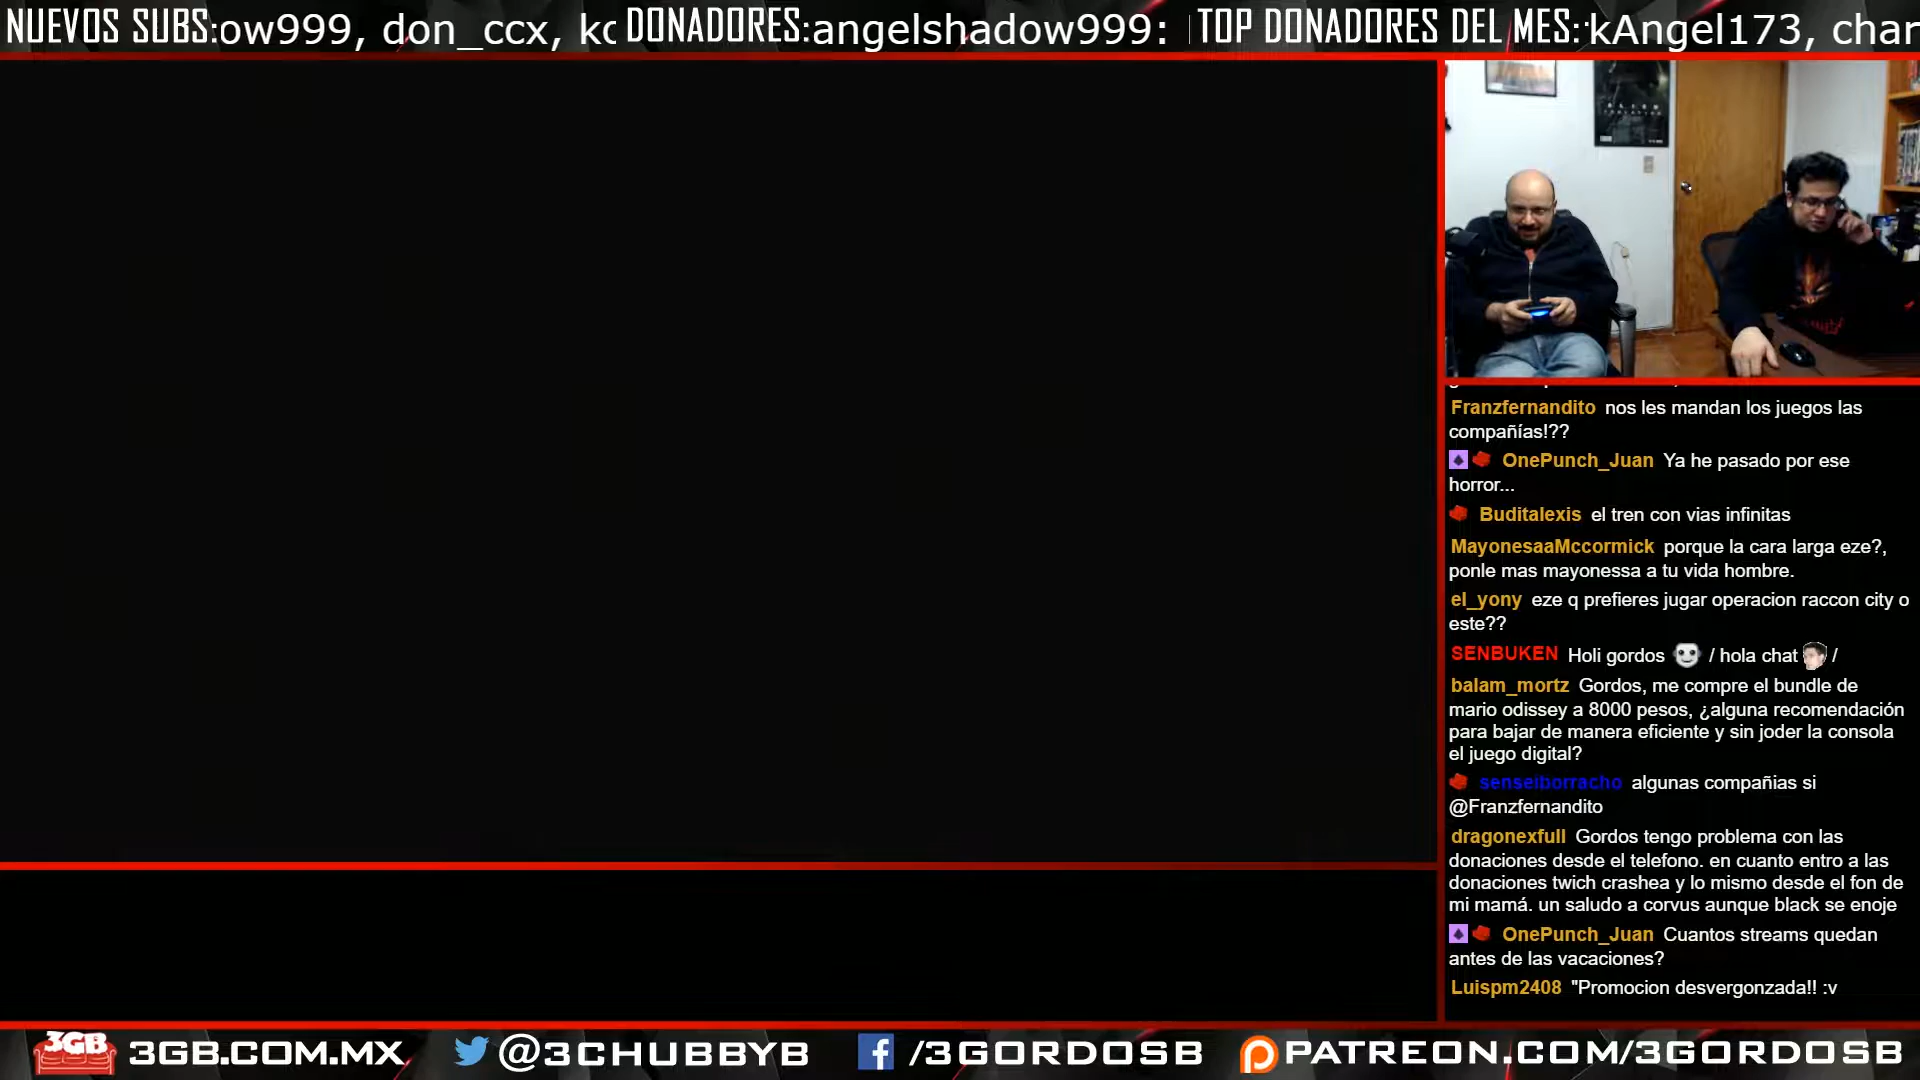 NUEVOS SUBS:ow999, don_ccx, kc DONADORES:angelshadow999: TOP DONADORES DEL MES:kAngel173, char
Franzfernandito nos les mandan los juegos las
compañías!??
OnePunch_Juan Ya he pasado por ese
horror...
Buditalexis el tren con vias infinitas
MayonesaaMccormick porque la cara larga eze?,
ponle mas mayonessa a tu vida hombre.
el_yony eze q prefieres jugar operacion raccon city o
este??
SENBUKEN Holi gordos / hola chat /
balam_mortz Gordos, me compre el bundle de
mario odissey a 8000 pesos, ¿alguna recomendación
para bajar de manera eficiente y sin joder la consola
el juego digital?
senseiborracho algunas compañias si
@Franzfernandito
dragonexfull Gordos tengo problema con las
donaciones desde el telefono. en cuanto entro a las
donaciones twich crashea y lo mismo desde el fon de
mi mamá. un saludo a corvus aunque black se enoje
OnePunch_Juan Cuantos streams quedan
antes de las vacaciones?
Luispm2408 "Promocion desvergonzada!! :v
3GB 3GB.COM.MX @3CHUBBYB /3GORDOSB PATREON.COM/3GORDOSB